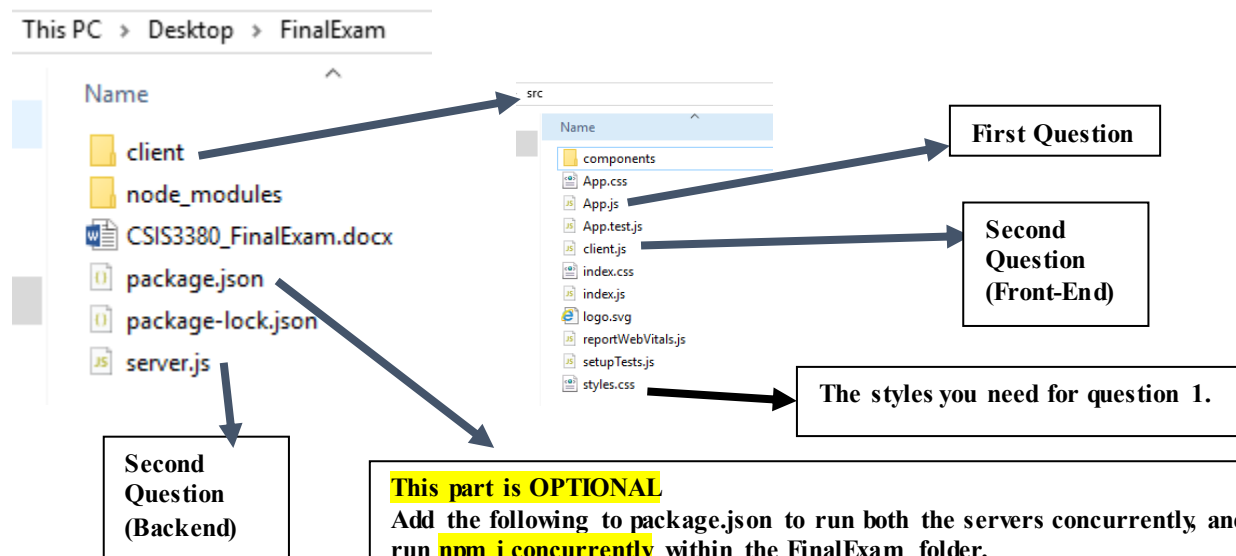 This PC > Desktop > FinalExam
Name
client
node_modules
CSIS3380_FinalExam.docx
package.json
package-lock.json
server.js
src
Name
components
App.css
App.js
App.test.js
client.js
index.css
index.js
logo.svg
reportWebVitals.js
setupTests.js
styles.css
First Question
Second
Question
(Front-End)
The styles you need for question 1.
Second
Question
(Backend)
This part is OPTIONAL
Add the following to package.json to run both the servers concurrently, and
run npm i concurrently within the FinalExam folder.